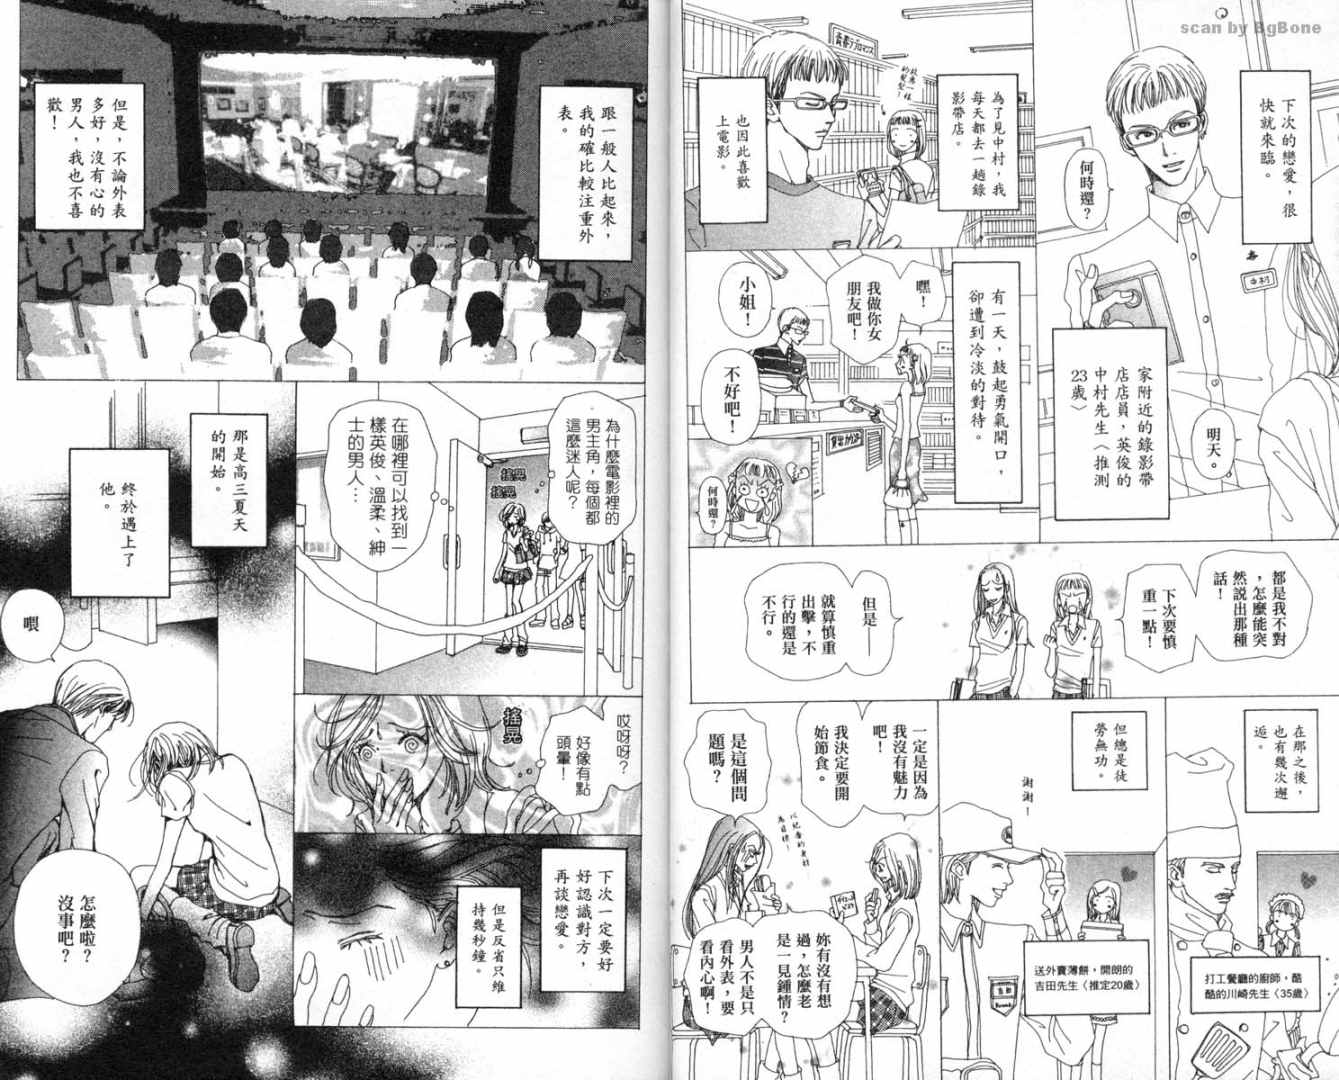 scan by BgBone
下次的戀愛，很
快就來臨。
何時還？
家附近的錄影帶
店店員，英俊的
中村先生〈推測
23歲〉
明天。
為了見中村，我
每天都去一趟錄
影帶店。
也因此喜歡
上電影。
有一天，鼓起勇氣開口，
卻遭到冷淡的對待。
嘿！
我做你女
朋友吧！
小姐！
不好吧！
何時還？
都是我不對
，怎麼能突
然說出那種
話！
下次要慎
重一點！
但是——
就算慎重
出擊，不
行的還是
不行。
在那之後，
也有幾次邂
逅。
打工餐廳的廚師，酷
酷的川崎先生〈35歲〉
但總是徒
勞無功。
謝謝！
送外賣薄餅，開朗的
吉田先生〈推定20歲〉
一定是因為
我沒有魅力
吧！
我決定要開
始節食。
是這個問
題嗎？
妳有沒有想
過，怎麼老
是一見鍾情？
男人不是只
看外表，要
看內心啊！
跟一般人比起來，
我的確比較注重外
表。
但是，不論外表
多好，沒有心的
男人，我也不喜
歡！
為什麼電影裡的
男主角，每個都
這麼迷人呢？
在哪裡可以找到一
樣英俊、溫柔、紳
士的男人…
搖晃
搖晃
哎呀呀？
好像有點
頭暈！
搖晃
下次一定要好
好認識對方，
再談戀愛。
但是反省只維
持幾秒鐘。
那是高三夏天
的開始。
終於遇上了
他。
喂
怎麼啦？
沒事吧？